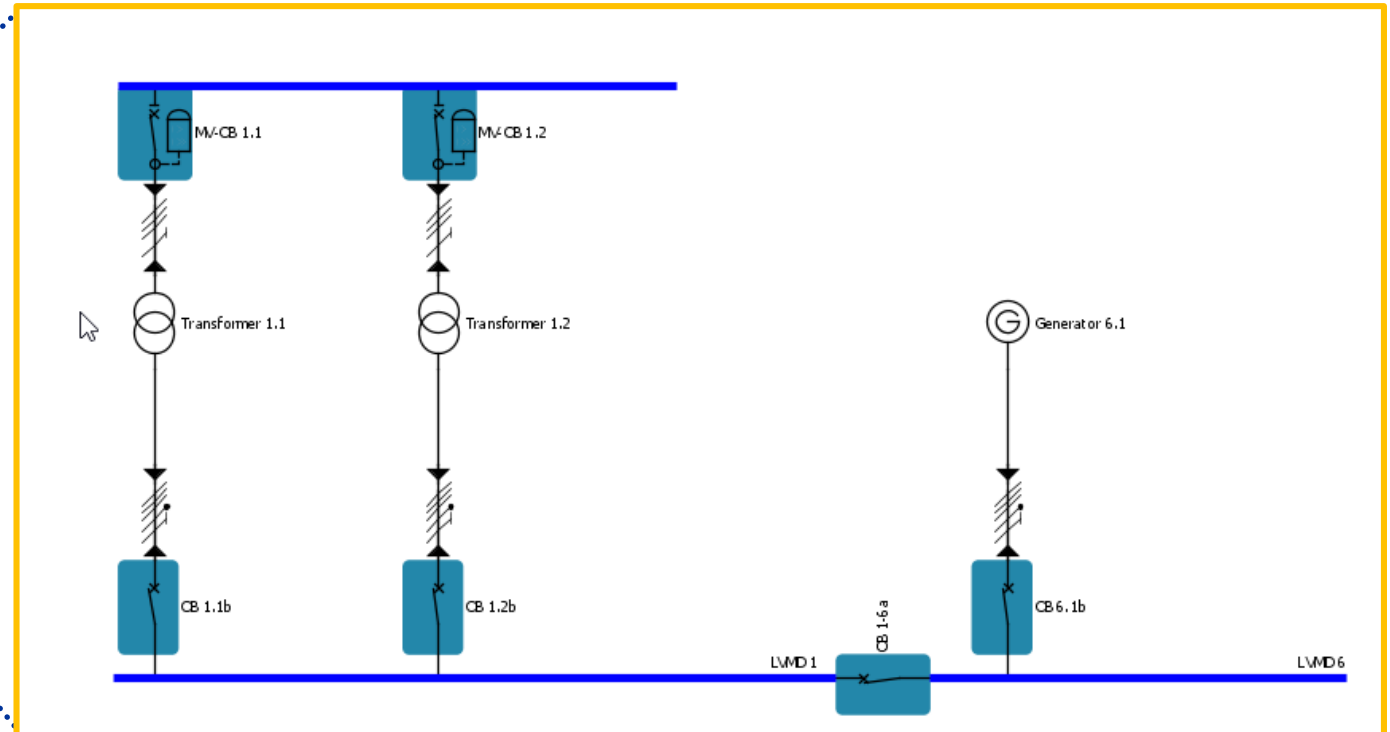 MV-CB 1.1
MV-CB 1.2
Transformer 1.1
Transformer 1.2
G
Generator 6.1
CB 1.1b
CB 1.2b
CB 1-6a
CB 6.1b
LVMD 1
LVMD 6